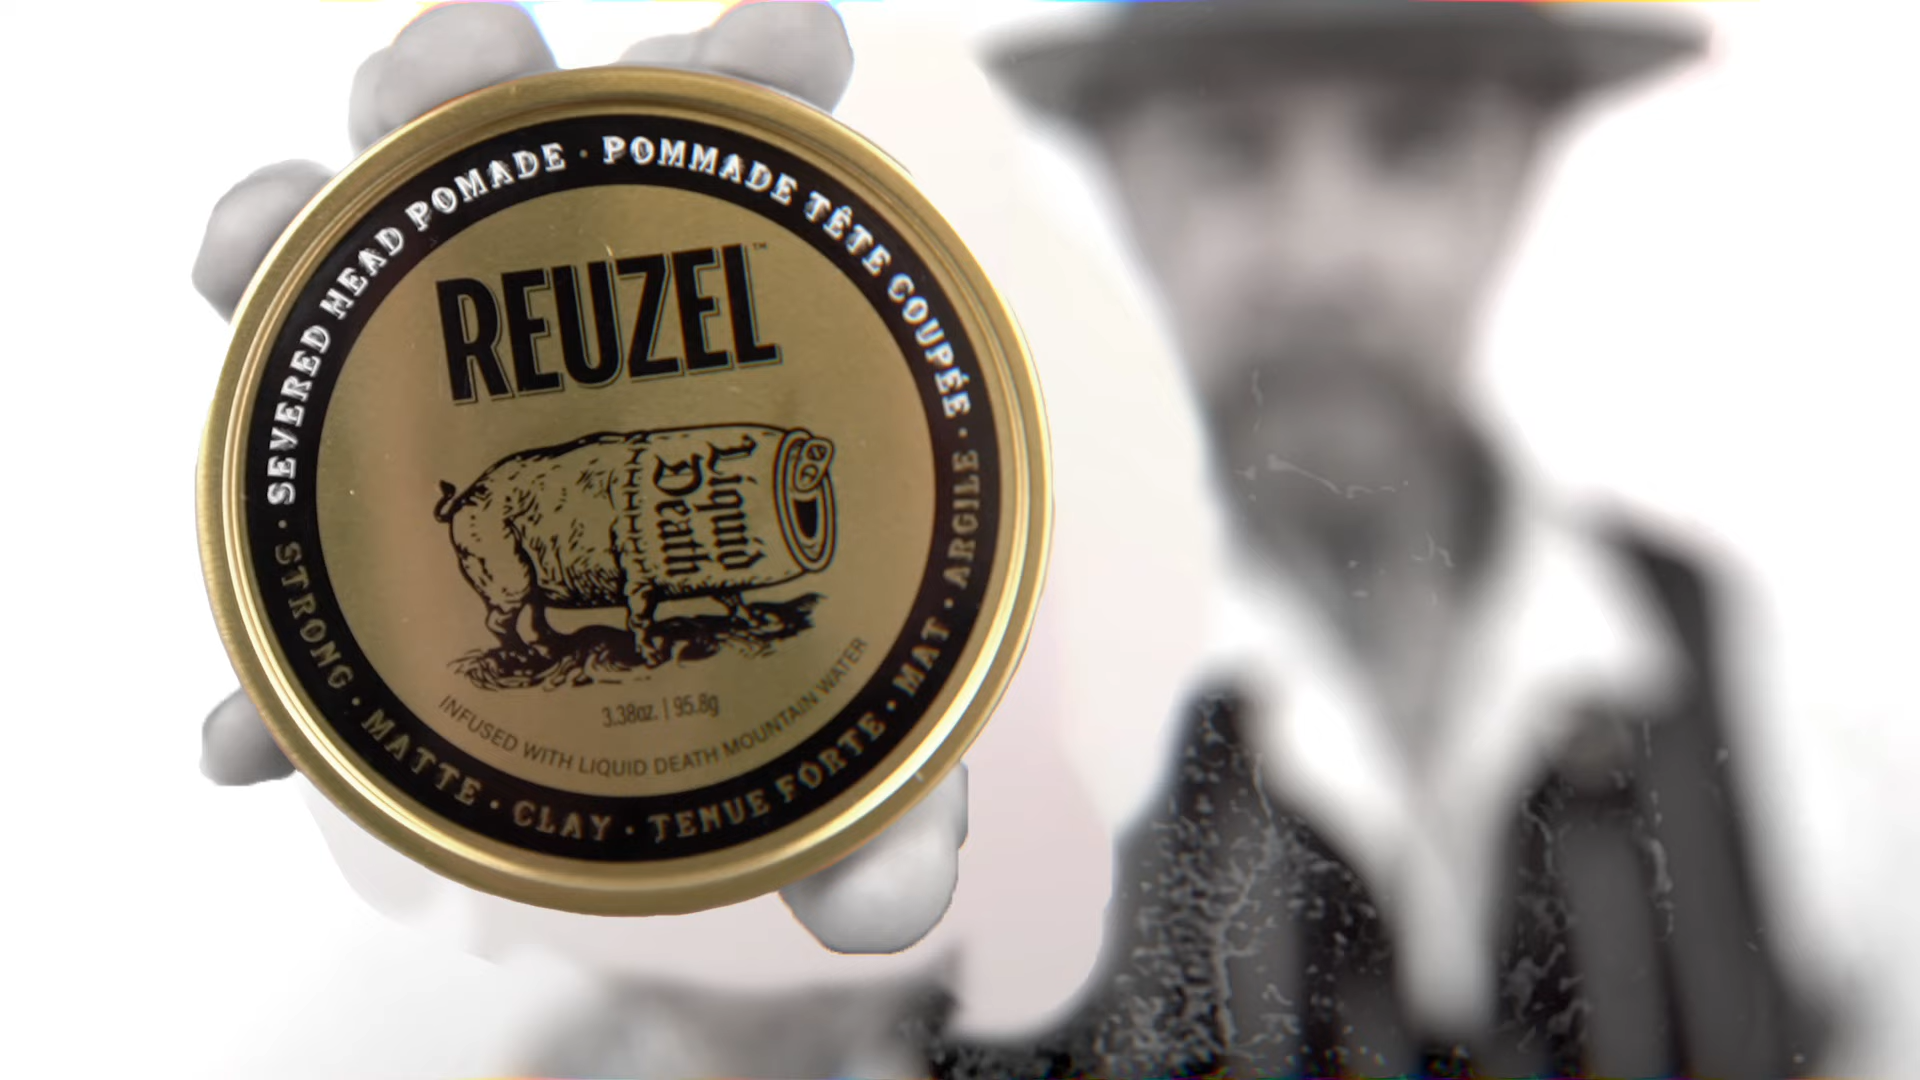 SEVERED HEAD POMADE · POMMADE TÊTE COUPÉE ·
REUZEL™
Liquid
Death
3.38oz. | 95.8g
INFUSED WITH LIQUID DEATH MOUNTAIN WATER
· STRONG · MATTE · CLAY · TENUE FORTE · MAT · ARGILE ·